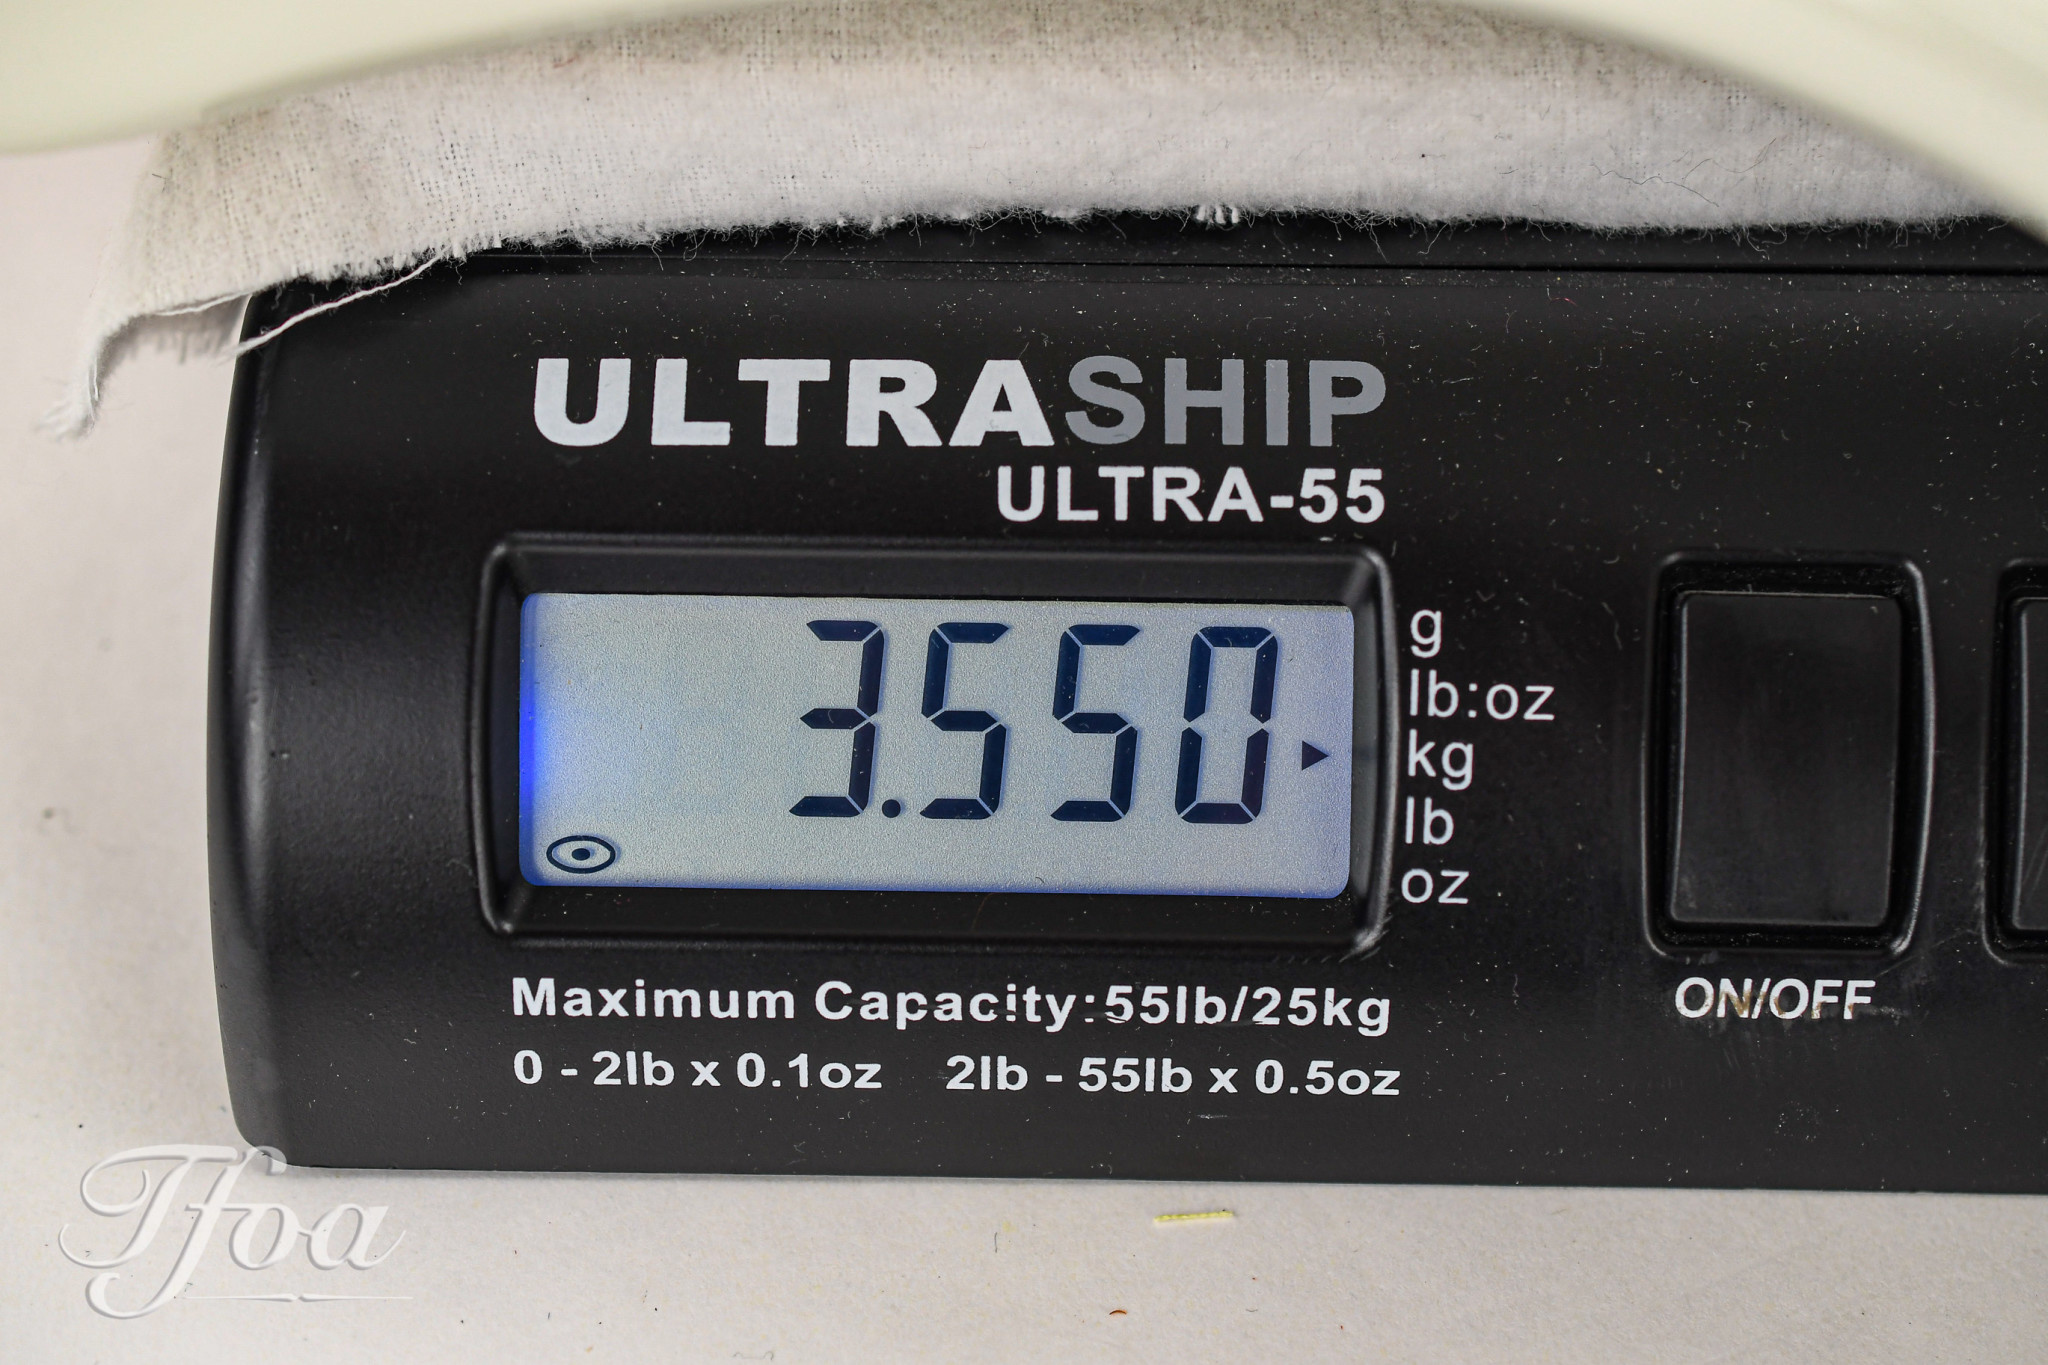 ULTRASHIP
ULTRA-55
3.550
g
lb:oz
kg
lb
oz
ON/OFF
Maximum Capacity:55lb/25kg
0 - 2lb x 0.1oz 2lb - 55lb x 0.5oz
Tfoa